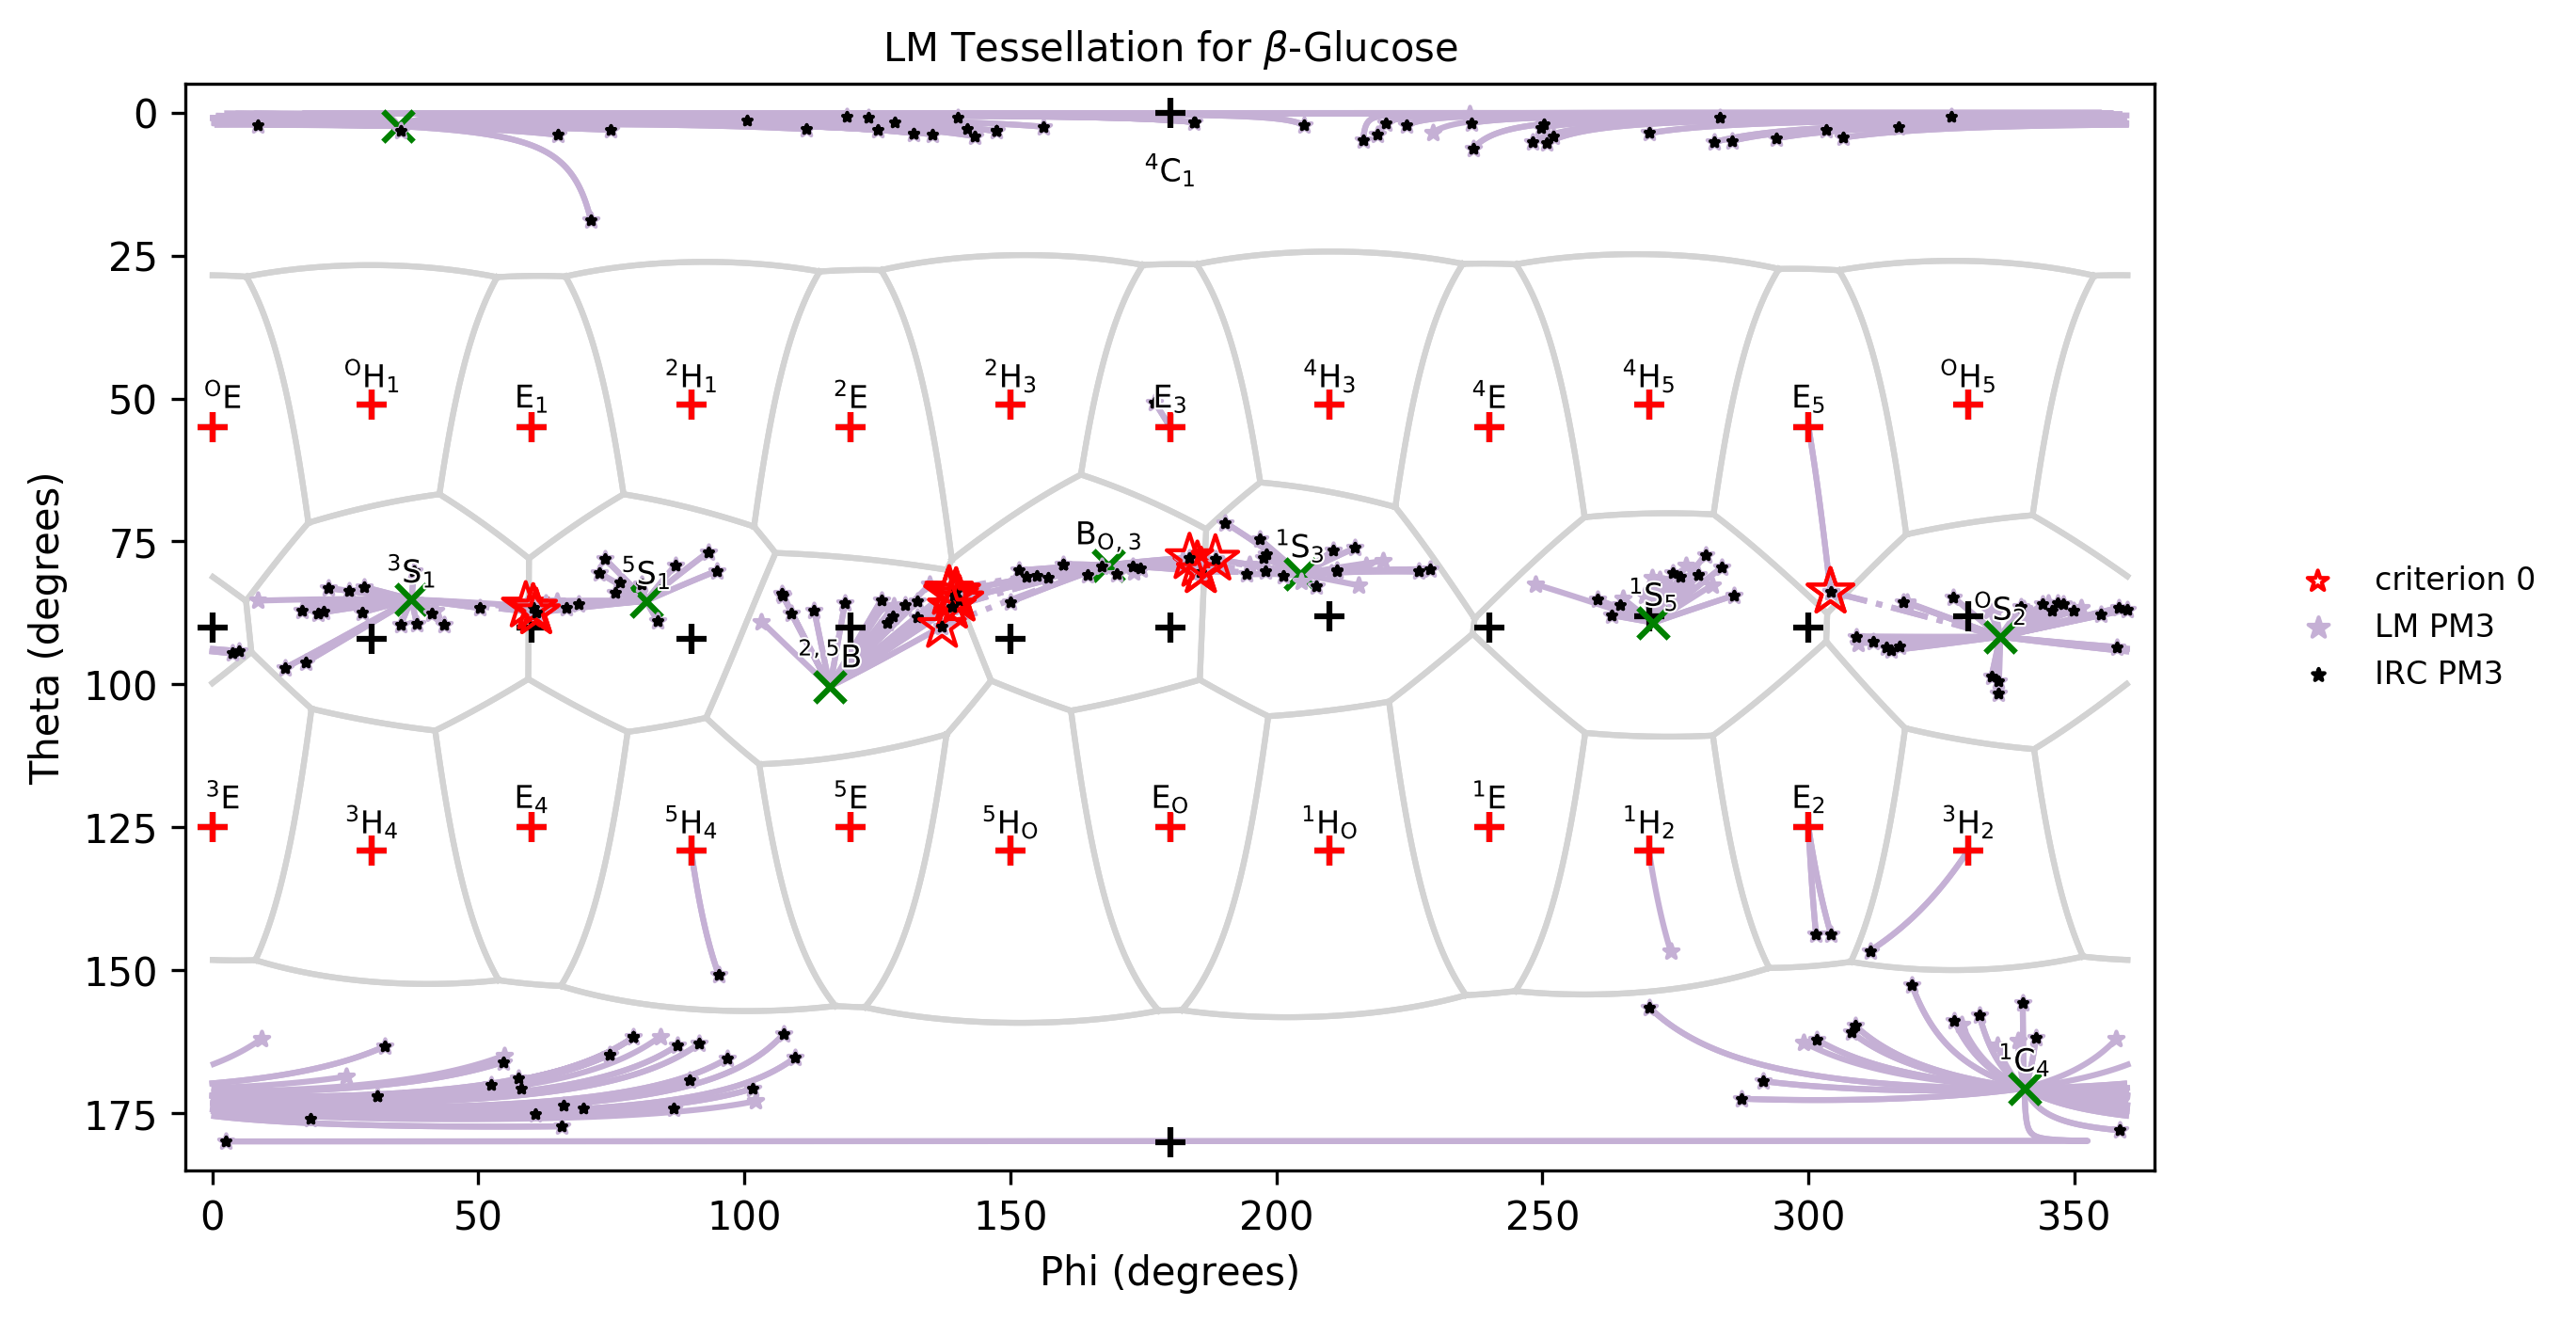 LM Tessellation for β-Glucose
0
25
50
75
100
125
150
175
Theta (degrees)
⁴C₁
ᴼE
ᴼH₁
E₁
²H₁
²E
²H₃
E₃
⁴H₃
⁴E
⁴H₅
E₅
ᴼH₅
³S₁
⁵S₁
²,⁵B
B_O,3
¹S₃
¹S₅
ᴼS₂
³E
³H₄
E₄
⁵H₄
⁵E
⁵H_O
E_O
¹H_O
¹E
¹H₂
E₂
³H₂
¹C₄
0 50 100 150 200 250 300 350
Phi (degrees)
criterion 0
LM PM3
IRC PM3